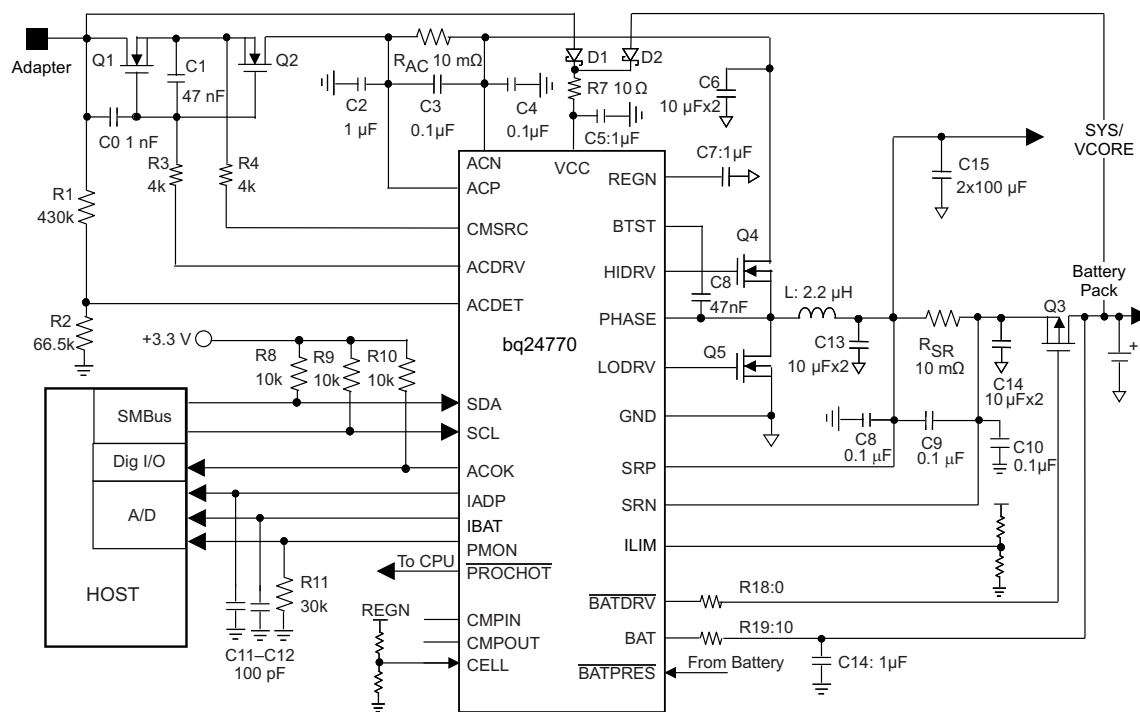 Adapter
Q1
C1
47 nF
Q2
R_AC 10 mΩ
C0 1 nF
C2
1 µF
C3
0.1µF
C4
0.1µF
D1
D2
R7 10 Ω
C5:1µF
C6
10 µFx2
C7:1µF
SYS/
VCORE
C15
2x100 µF
R1
430k
R3
4k
R4
4k
R2
66.5k
ACN
ACP
CMSRC
ACDRV
ACDET
VCC
REGN
BTST
HIDRV
PHASE
LODRV
GND
SRP
SRN
ILIM
BATDRV
BAT
BATPRES
bq24770
SDA
SCL
ACOK
IADP
IBAT
PMON
PROCHOT
CMPIN
CMPOUT
CELL
Q4
C8
47nF
L: 2.2 µH
Q5
C13
10 µFx2
R_SR
10 mΩ
Battery
Pack
Q3
+
C14
10 µFx2
C8
0.1 µF
C9
0.1 µF
C10
0.1µF
+3.3 V
R8
10k
R9
10k
R10
10k
SMBus
Dig I/O
A/D
HOST
To CPU
R11
30k
C11–C12
100 pF
REGN
R18:0
R19:10
C14: 1µF
From Battery